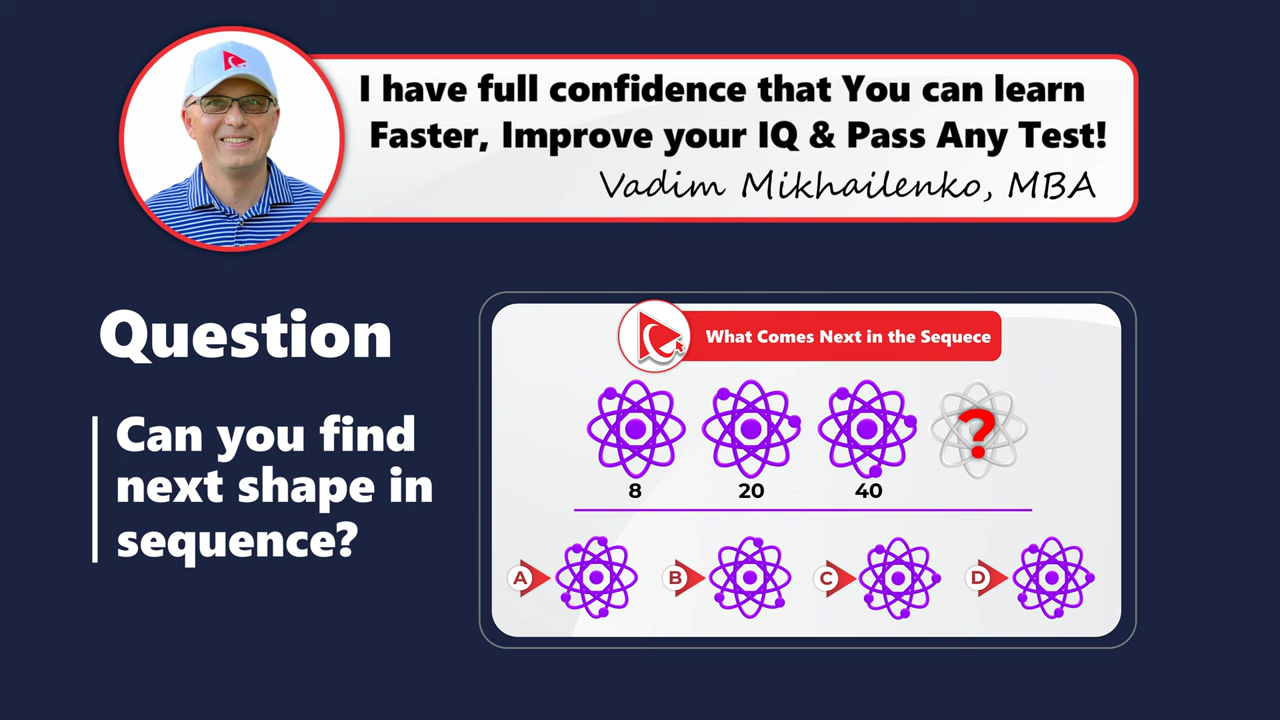 I have full confidence that You can learn
Faster, Improve your IQ & Pass Any Test!
Vadim Mikhailenko, MBA
Question
Can you find
next shape in
sequence?
What Comes Next in the Sequece
?
8 20 40
A B C D